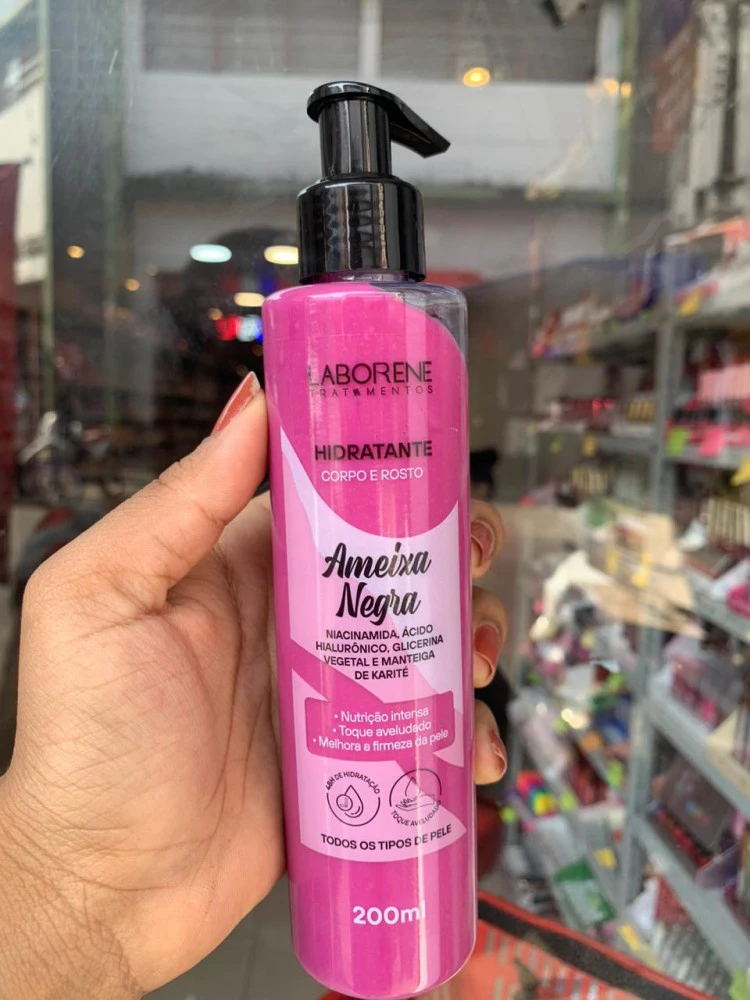 LABORENE
TRATAMENTOS
HIDRATANTE
CORPO E ROSTO
Ameixa
Negra
NIACINAMIDA, ÁCIDO
HIALURÔNICO, GLICERINA
VEGETAL E MANTEIGA
DE KARITÉ
• Nutrição intensa
• Toque aveludado
• Melhora a firmeza da pele
48H DE HIDRATAÇÃO
TOQUE AVELUDADO
TODOS OS TIPOS DE PELE
200ml